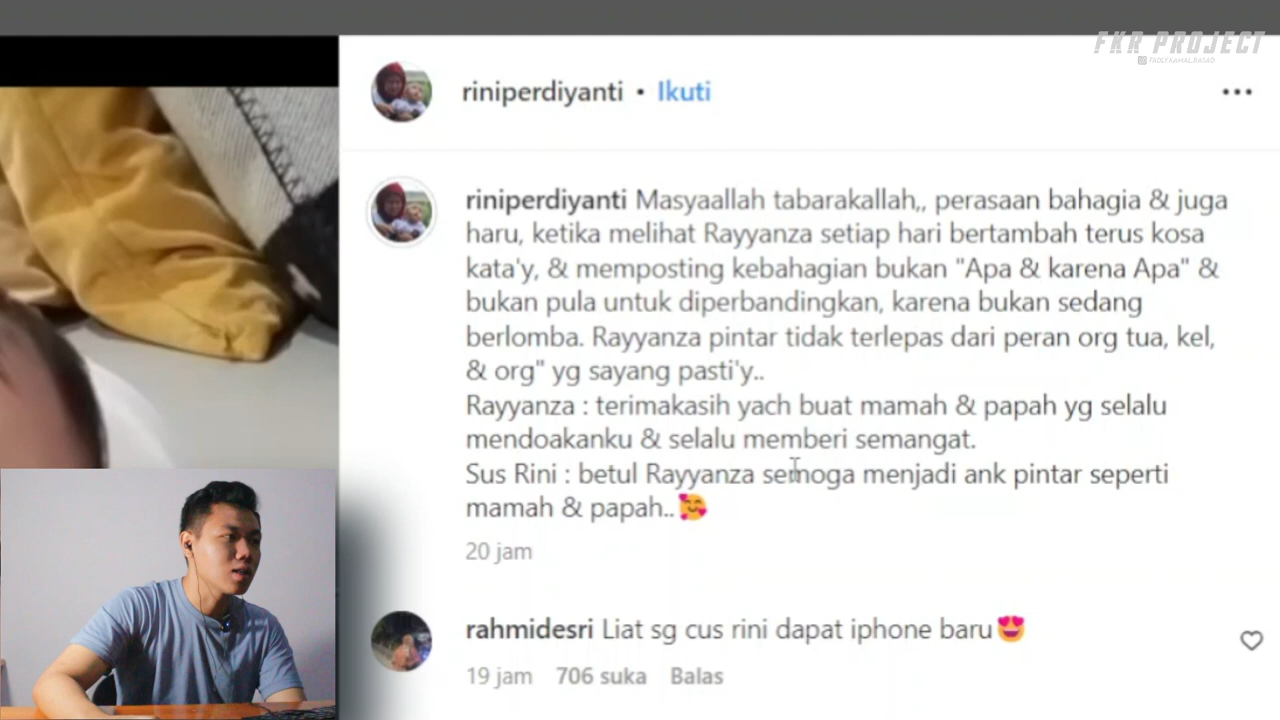 FKR PROJECT
FADLYKAMAL.RASAD
riniperdiyanti • Ikuti
riniperdiyanti Masyaallah tabarakallah,, perasaan bahagia & juga
haru, ketika melihat Rayyanza setiap hari bertambah terus kosa
kata'y, & memposting kebahagian bukan "Apa & karena Apa" &
bukan pula untuk diperbandingkan, karena bukan sedang
berlomba. Rayyanza pintar tidak terlepas dari peran org tua, kel,
& org" yg sayang pasti'y..
Rayyanza : terimakasih yach buat mamah & papah yg selalu
mendoakanku & selalu memberi semangat.
Sus Rini : betul Rayyanza semoga menjadi ank pintar seperti
mamah & papah.. 🥰
20 jam
rahmidesri Liat sg cus rini dapat iphone baru😍
19 jam 706 suka Balas